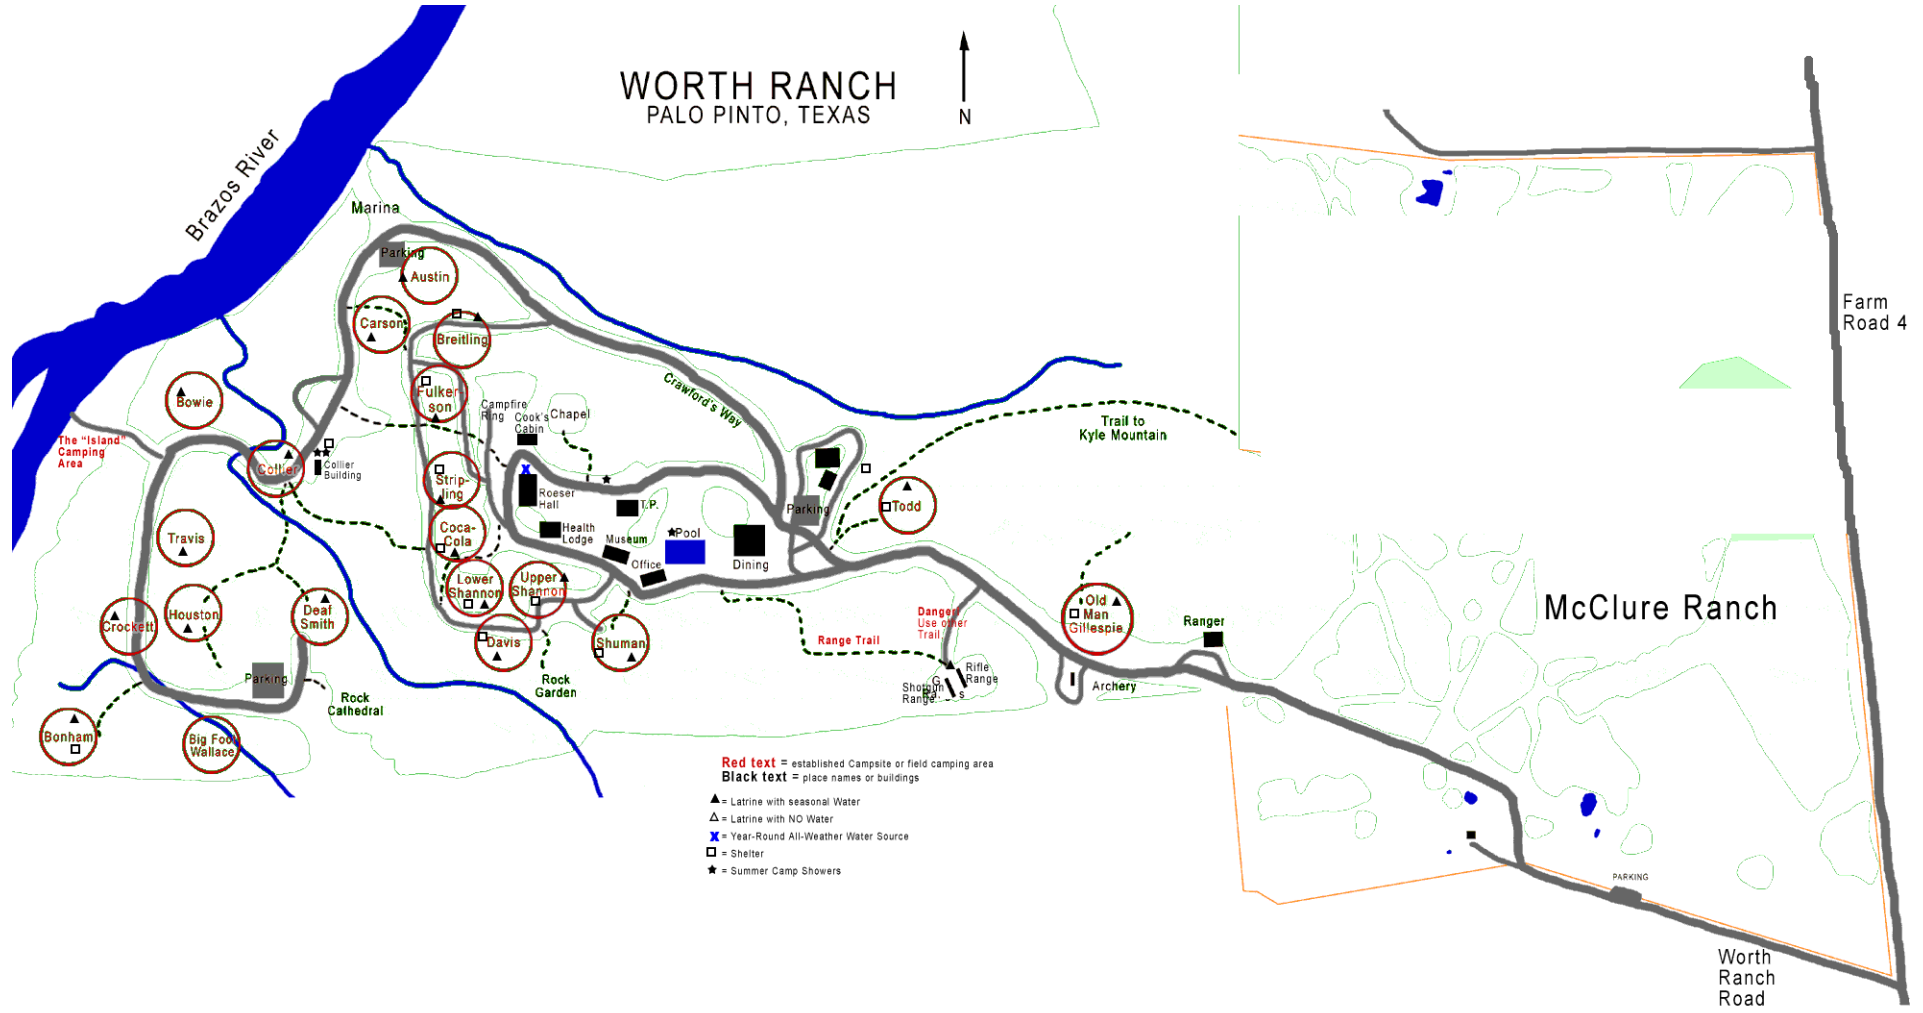 WORTH RANCH
PALO PINTO, TEXAS
N
Brazos River
Marina
Parking
Austin
Carson
Breitling
Farm
Road 4
Bowie
Fulker-
son
Crawford's Way
Campfire
Ring
Cook's
Cabin
Chapel
Trail to
Kyle Mountain
The "Island"
Camping
Area
Collier
Collier
Building
Strip-
ling
X
Roeser
Hall
T.P.
Parking
Todd
Travis
Coca-
Cola
Health
Lodge
Museum
Pool
Office
Dining
Lower
Shannon
Upper
Shannon
Houston
Deaf
Smith
Crockett
Davis
Shuman
Range Trail
Danger!
Use other
Trail
Old
Man
Gillespie
Ranger
McClure Ranch
Rock
Garden
Rifle
Range
Shotgun
Range
Archery
Parking
Rock
Cathedral
Bonham
Big Foot
Wallace
Red text = established Campsite or field camping area
Black text = place names or buildings
= Latrine with seasonal Water
= Latrine with NO Water
X = Year-Round All-Weather Water Source
= Shelter
= Summer Camp Showers
PARKING
Worth
Ranch
Road